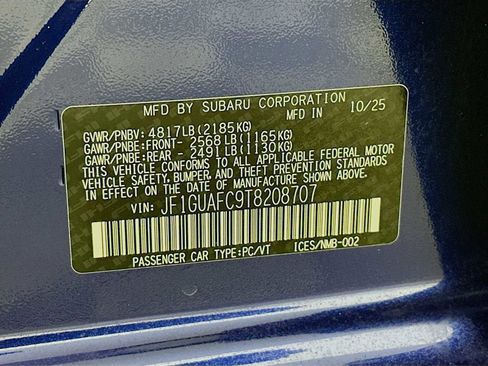 MFD BY SUBARU CORPORATION
MFD IN 10/25
GVWR/PNBV: 4817LB(2185KG)
GAWR/PNBE:FRONT- 2568LB(1165KG)
GAWR/PNBE:REAR - 2491LB(1130KG)
THIS VEHICLE CONFORMS TO ALL APPLICABLE FEDERAL MOTOR
VEHICLE SAFETY, BUMPER, AND THEFT PREVENTION STANDARDS
IN EFFECT ON THE DATE OF MANUFACTURE SHOWN ABOVE.
VIN: JF1GUAFC9T8208707
PASSENGER CAR TYPE:PC/VT ICES/NMB-002